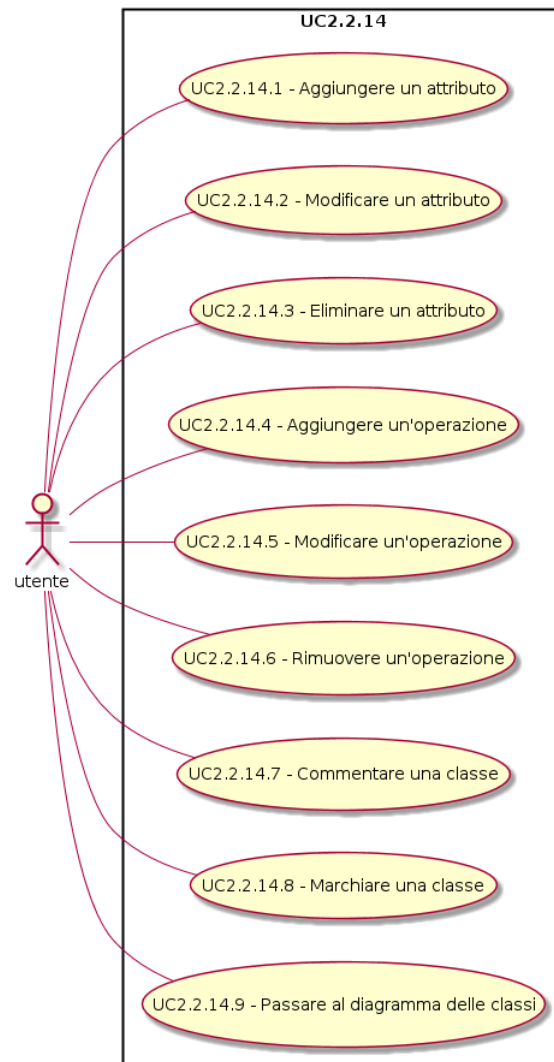 UC2.2.14
UC2.2.14.1 - Aggiungere un attributo
UC2.2.14.2 - Modificare un attributo
UC2.2.14.3 - Eliminare un attributo
UC2.2.14.4 - Aggiungere un'operazione
UC2.2.14.5 - Modificare un'operazione
utente
UC2.2.14.6 - Rimuovere un'operazione
UC2.2.14.7 - Commentare una classe
UC2.2.14.8 - Marchiare una classe
UC2.2.14.9 - Passare al diagramma delle classi